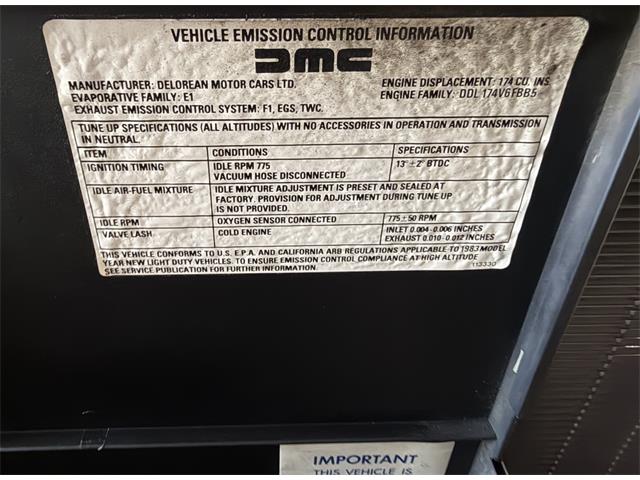 VEHICLE EMISSION CONTROL INFORMATION
DMC
MANUFACTURER: DELOREAN MOTOR CARS LTD. ENGINE DISPLACEMENT: 174 CU. INS.
EVAPORATIVE FAMILY: E1 ENGINE FAMILY: DDL 174V6FBB5
EXHAUST EMISSION CONTROL SYSTEM: F1, EGS, TWC.
TUNE UP SPECIFICATIONS (ALL ALTITUDES) WITH NO ACCESSORIES IN OPERATION AND TRANSMISSION
IN NEUTRAL.
ITEM CONDITIONS SPECIFICATIONS
IGNITION TIMING IDLE RPM 775 13° ±2° BTDC
VACUUM HOSE DISCONNECTED
IDLE AIR-FUEL MIXTURE IDLE MIXTURE ADJUSTMENT IS PRESET AND SEALED AT
FACTORY. PROVISION FOR ADJUSTMENT DURING TUNE UP
IS NOT PROVIDED.
IDLE RPM OXYGEN SENSOR CONNECTED 775 ±50 RPM
VALVE LASH COLD ENGINE INLET 0.004-0.006 INCHES
EXHAUST 0.010-0.012 INCHES
THIS VEHICLE CONFORMS TO U.S. E.P.A. AND CALIFORNIA ARB REGULATIONS APPLICABLE TO 1983 MODEL
YEAR NEW LIGHT DUTY VEHICLES. TO ENSURE EMISSION CONTROL COMPLIANCE AT HIGH ALTITUDE
SEE SERVICE PUBLICATION FOR FURTHER INFORMATION. 113330
IMPORTANT
THIS VEHICLE IS